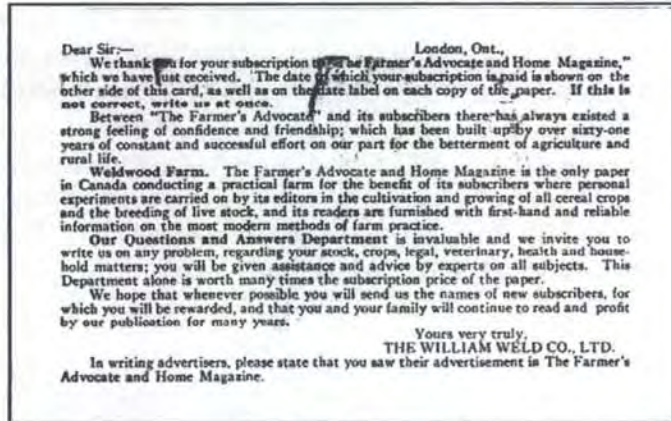 Dear Sir:— London, Ont.,
We thank you for your subscription to "The Farmer's Advocate and Home Magazine,"
which we have just received. The date to which your subscription is paid is shown on the
other side of this card, as well as on the date label on each copy of the paper. If this is
not correct, write us at once.
Between "The Farmer's Advocate" and its subscribers there has always existed a
strong feeling of confidence and friendship; which has been built up by over sixty-one
years of constant and successful effort on our part for the betterment of agriculture and
rural life.
Weldwood Farm. The Farmer's Advocate and Home Magazine is the only paper
in Canada conducting a practical farm for the benefit of its subscribers where personal
experiments are carried on by its editors in the cultivation and growing of all cereal crops
and the breeding of live stock, and its readers are furnished with first-hand and reliable
information on the most modern methods of farm practice.
Our Questions and Answers Department is invaluable and we invite you to
write us on any problem, regarding your stock, crops, legal, veterinary, health and house-
hold matters; you will be given assistance and advice by experts on all subjects. This
Department alone is worth many times the subscription price of the paper.
We hope that whenever possible you will send us the names of new subscribers, for
which you will be rewarded, and that you and your family will continue to read and profit
by our publication for many years.
Yours very truly,
THE WILLIAM WELD CO., LTD.
In writing advertisers, please state that you saw their advertisement in The Farmer's
Advocate and Home Magazine.